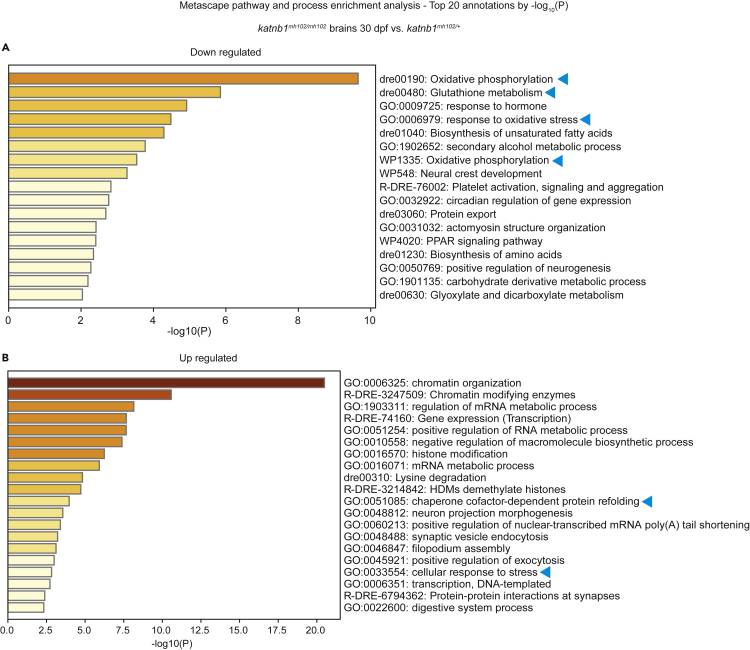 Metascape pathway and process enrichment analysis - Top 20 annotations by -log10(P)
katnb1mh102/mh102 brains 30 dpf vs. katnb1mh102/+
A
Down regulated
dre00190: Oxidative phosphorylation
dre00480: Glutathione metabolism
GO:0009725: response to hormone
GO:0006979: response to oxidative stress
dre01040: Biosynthesis of unsaturated fatty acids
GO:1902652: secondary alcohol metabolic process
WP1335: Oxidative phosphorylation
WP548: Neural crest development
R-DRE-76002: Platelet activation, signaling and aggregation
GO:0032922: circadian regulation of gene expression
dre03060: Protein export
GO:0031032: actomyosin structure organization
WP4020: PPAR signaling pathway
dre01230: Biosynthesis of amino acids
GO:0050769: positive regulation of neurogenesis
GO:1901135: carbohydrate derivative metabolic process
dre00630: Glyoxylate and dicarboxylate metabolism
0 2 4 6 8 10
-log10(P)
B
Up regulated
GO:0006325: chromatin organization
R-DRE-3247509: Chromatin modifying enzymes
GO:1903311: regulation of mRNA metabolic process
R-DRE-74160: Gene expression (Transcription)
GO:0051254: positive regulation of RNA metabolic process
GO:0010558: negative regulation of macromolecule biosynthetic process
GO:0016570: histone modification
GO:0016071: mRNA metabolic process
dre00310: Lysine degradation
R-DRE-3214842: HDMs demethylate histones
GO:0051085: chaperone cofactor-dependent protein refolding
GO:0048812: neuron projection morphogenesis
GO:0060213: positive regulation of nuclear-transcribed mRNA poly(A) tail shortening
GO:0048488: synaptic vesicle endocytosis
GO:0046847: filopodium assembly
GO:0045921: positive regulation of exocytosis
GO:0033554: cellular response to stress
GO:0006351: transcription, DNA-templated
R-DRE-6794362: Protein-protein interactions at synapses
GO:0022600: digestive system process
0.0 2.5 5.0 7.5 10.0 12.5 15.0 17.5 20.0
-log10(P)